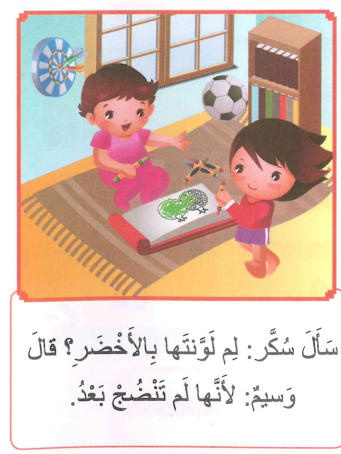 سَأَلَ سُكَّر: لِم لَوَّنتَها بِالأَخْضَرِ؟ قالَ
وَسيمٌ: لأَنَّها لَم تَنْضُجْ بَعْدُ.